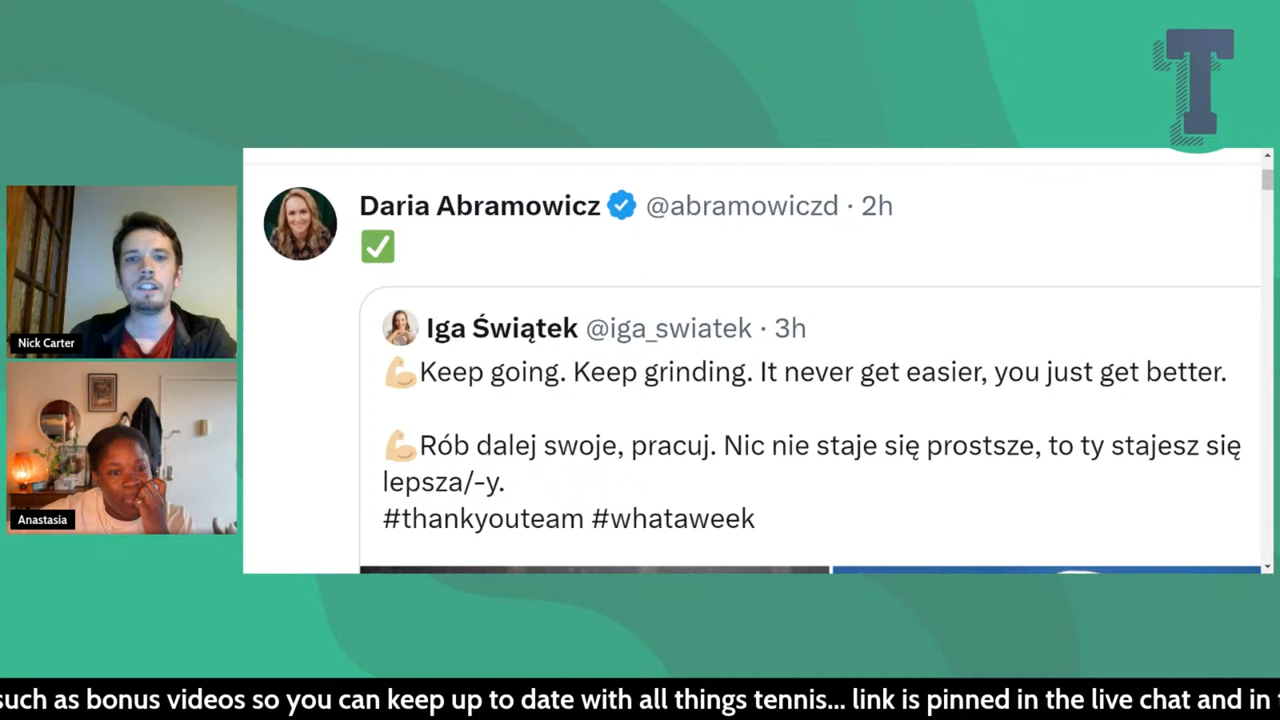 T
Daria Abramowicz @abramowiczd · 2h
Iga Świątek @iga_swiatek · 3h
Keep going. Keep grinding. It never get easier, you just get better.
Rób dalej swoje, pracuj. Nic nie staje się prostsze, to ty stajesz się
lepsza/-y.
#thankyouteam #whataweek
Nick Carter
Anastasia
such as bonus videos so you can keep up to date with all things tennis... link is pinned in the live chat and in